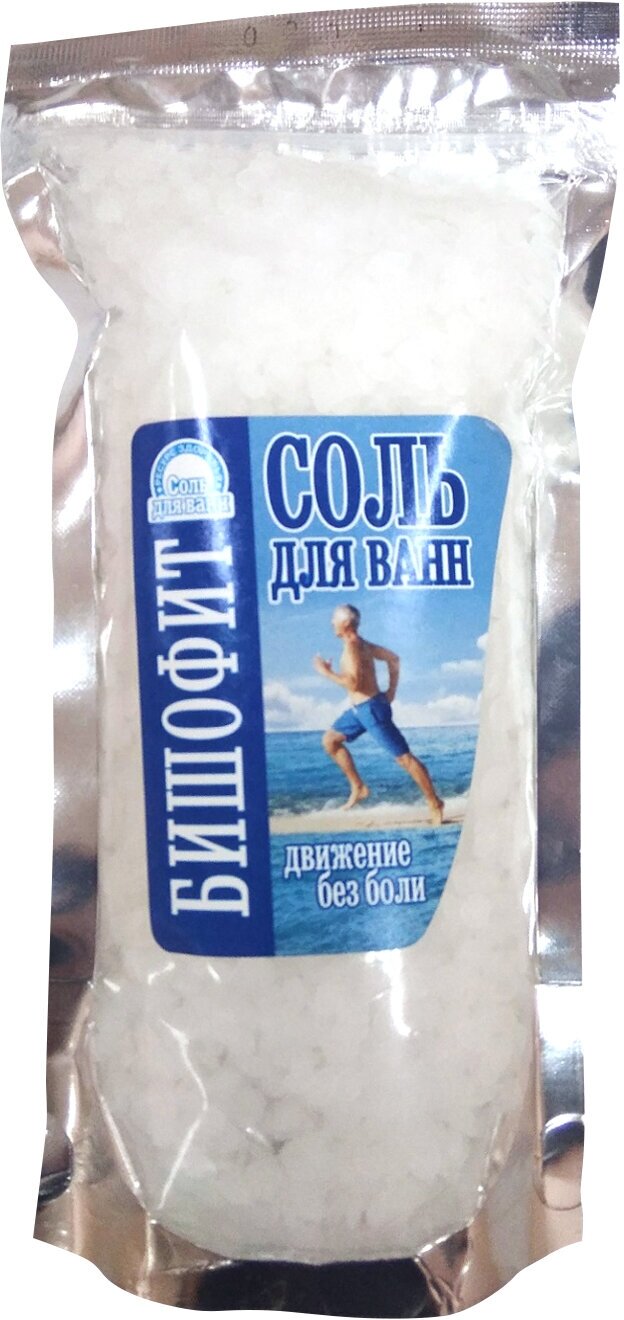 Соль
для ванн
БИШОФИТ
СОЛЬ
ДЛЯ ВАНН
движение
без боли